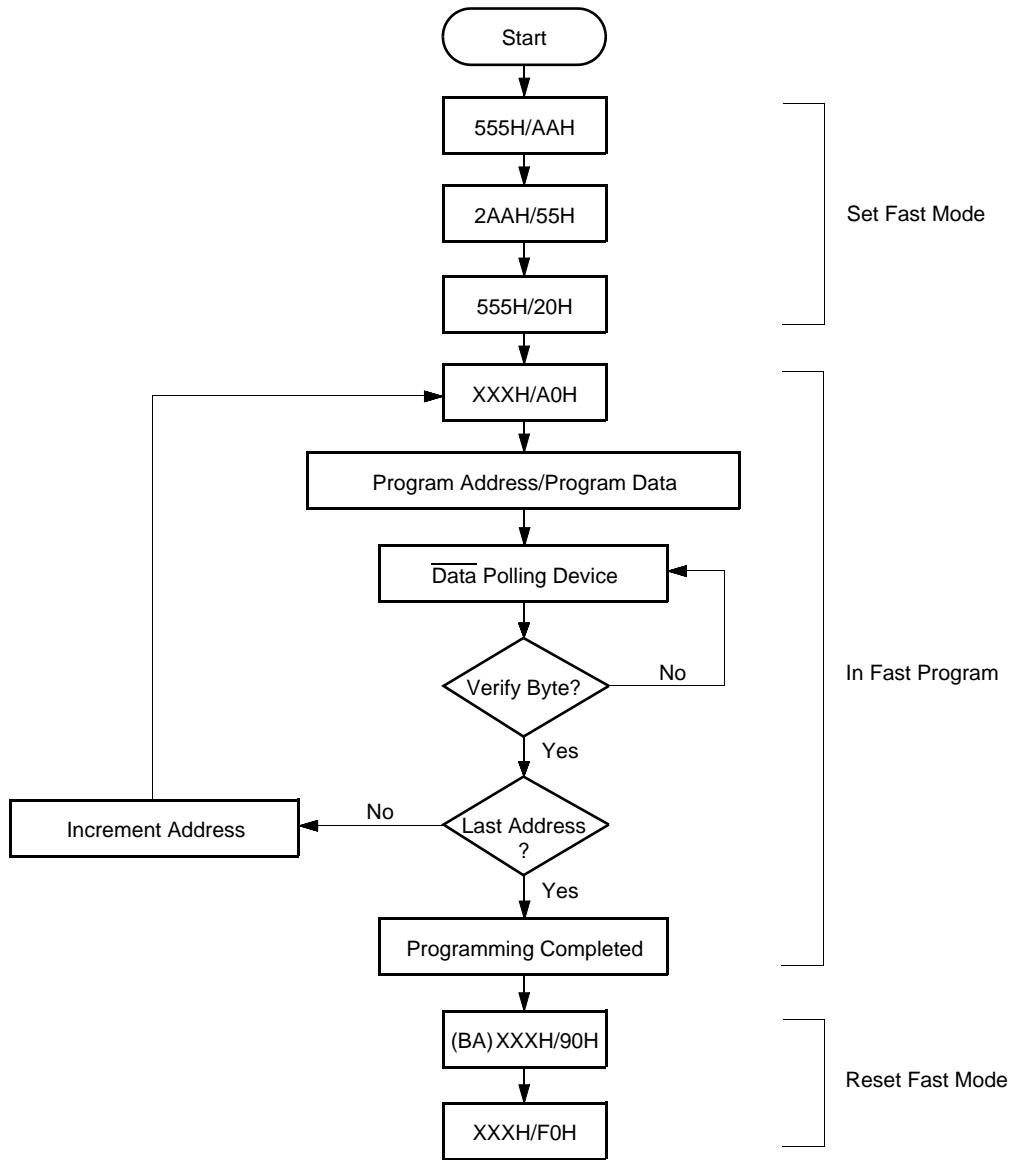 Start
555H/AAH
2AAH/55H
Set Fast Mode
555H/20H
XXXH/A0H
Program Address/Program Data
Data Polling Device
In Fast Program
Verify Byte?
No
Yes
Increment Address
No
Last Address
?
Yes
Programming Completed
(BA) XXXH/90H
Reset Fast Mode
XXXH/F0H